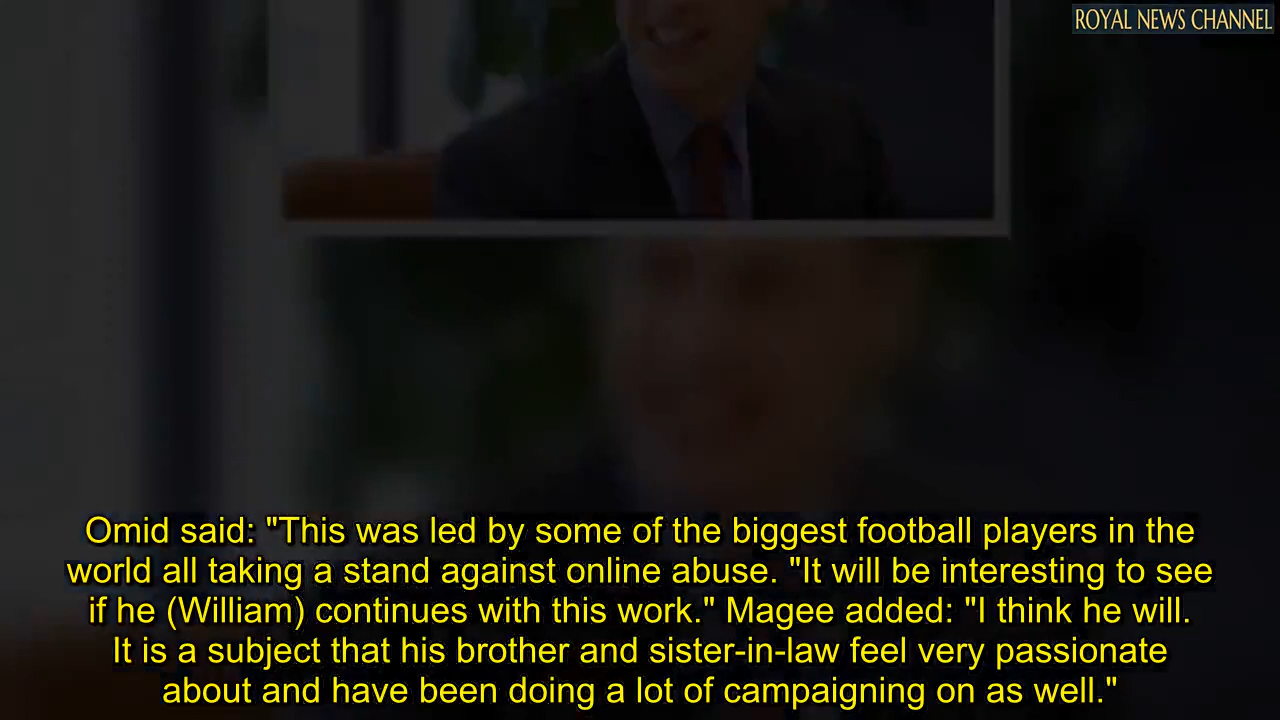 ROYAL NEWS CHANNEL
Omid said: "This was led by some of the biggest football players in the
world all taking a stand against online abuse. "It will be interesting to see
if he (William) continues with this work." Magee added: "I think he will.
It is a subject that his brother and sister-in-law feel very passionate
about and have been doing a lot of campaigning on as well."